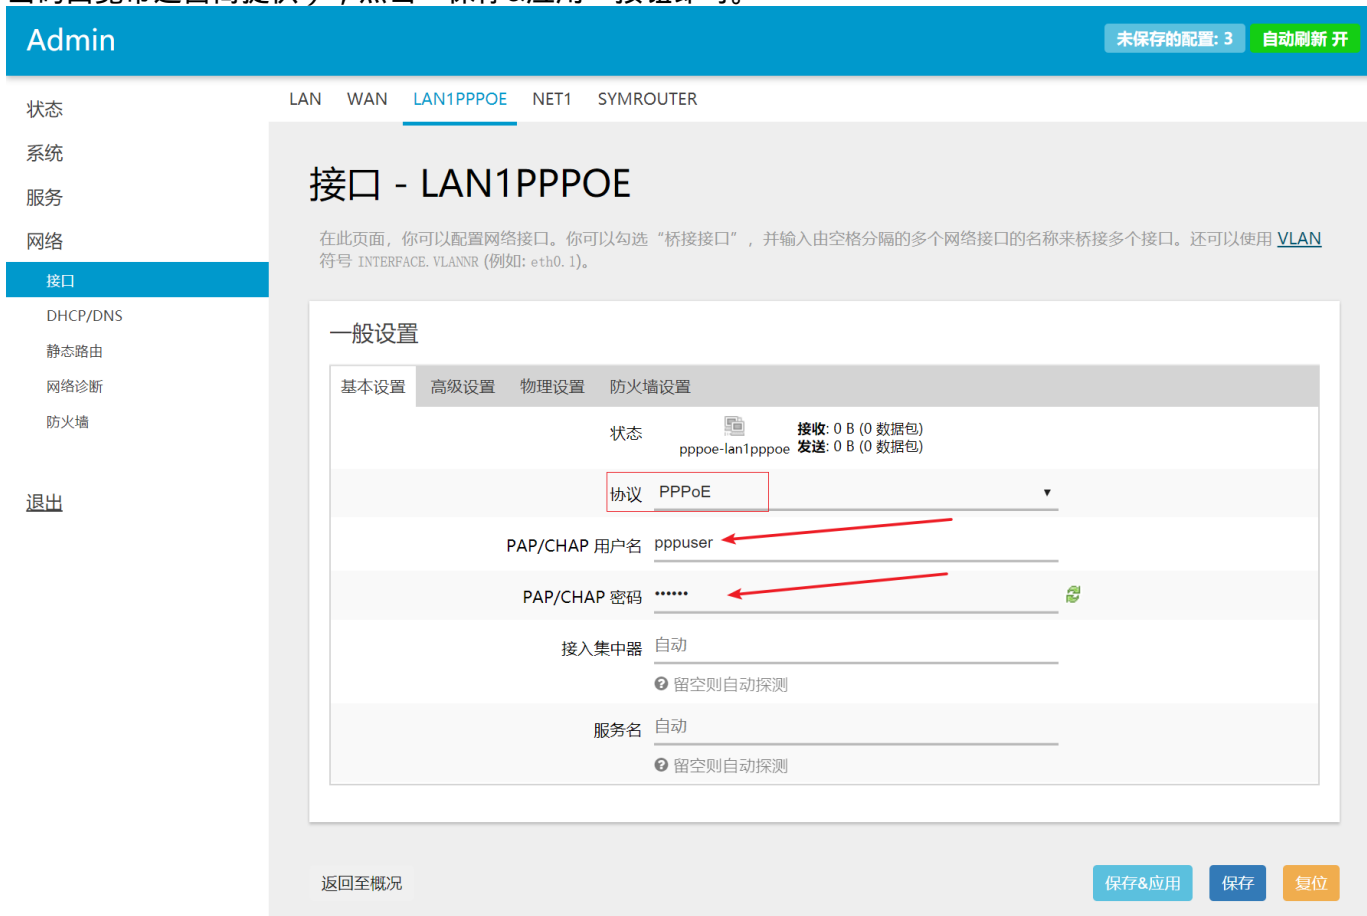 Admin
未保存的配置: 3
自动刷新 开
状态
系统
服务
网络
接口
DHCP/DNS
静态路由
网络诊断
防火墙
退出
LAN WAN LAN1PPPOE NET1 SYMROUTER
接口 - LAN1PPPOE
在此页面，你可以配置网络接口。你可以勾选“桥接接口”，并输入由空格分隔的多个网络接口的名称来桥接多个接口。还可以使用 VLAN
符号 INTERFACE.VLANNR (例如: eth0.1)。
一般设置
基本设置 高级设置 物理设置 防火墙设置
状态
pppoe-lan1pppoe
接收: 0 B (0 数据包)
发送: 0 B (0 数据包)
协议 PPPoE
PAP/CHAP 用户名 pppuser
PAP/CHAP 密码 ••••••
接入集中器 自动
留空则自动探测
服务名 自动
留空则自动探测
返回至概况
保存&应用 保存 复位